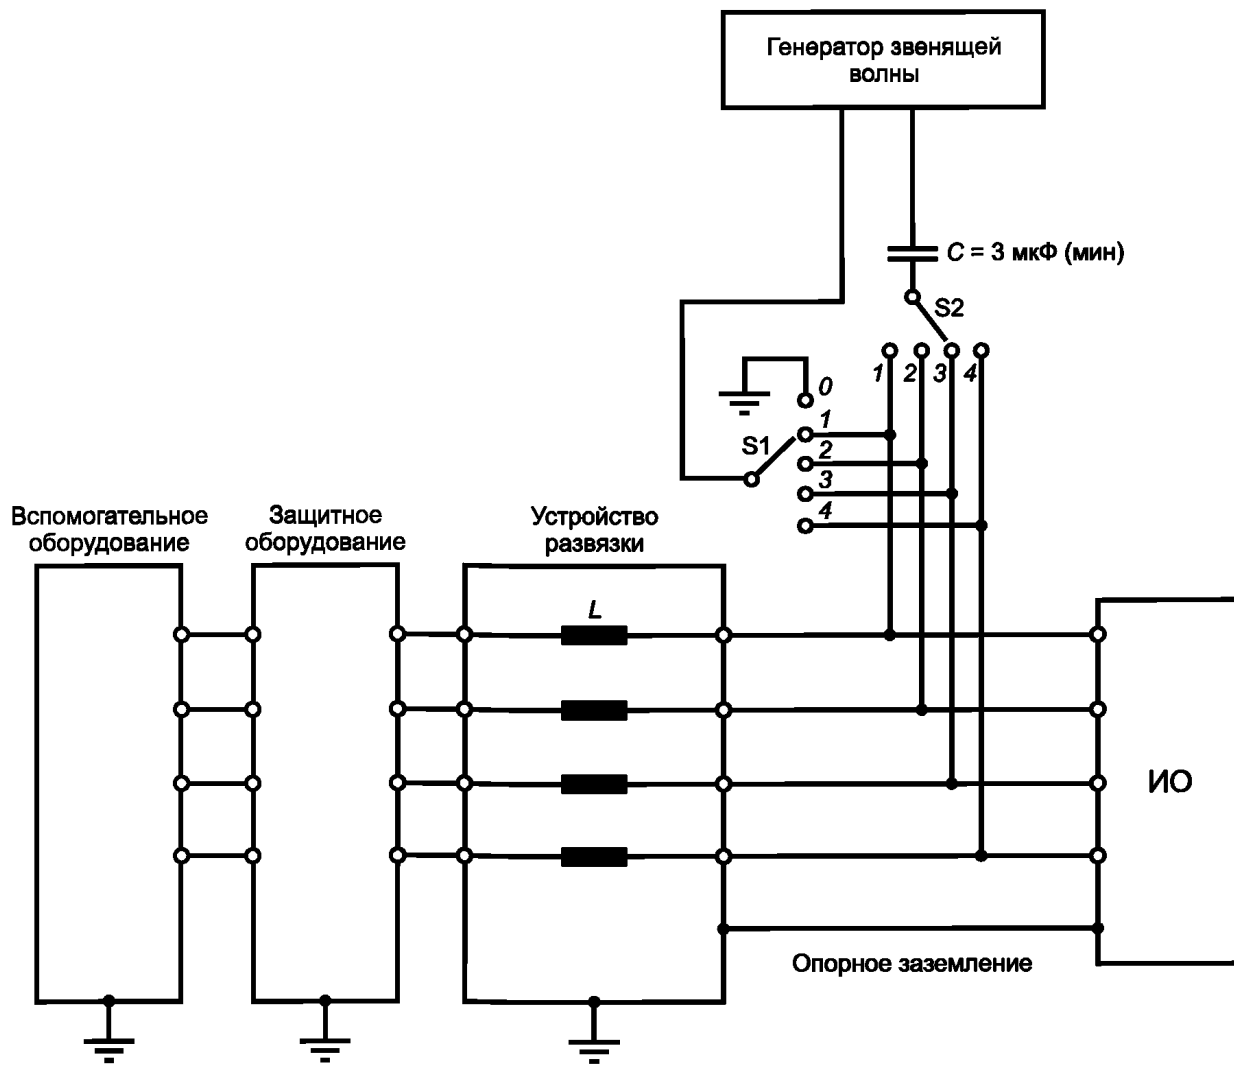 Генератор звенящей
волны
C = 3 мкФ (мин)
S2
1 2 3 4
0
1
S1
2
3
4
Вспомогательное
оборудование
Защитное
оборудование
Устройство
развязки
L
ИО
Опорное заземление